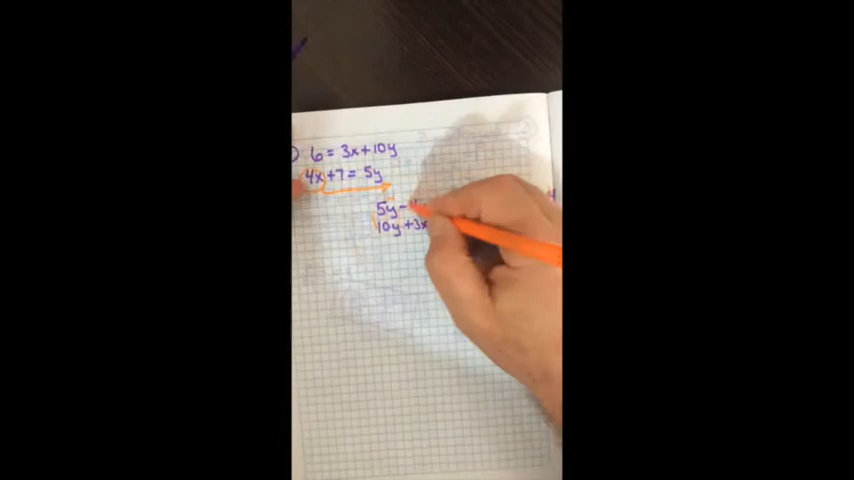 6 = 3x+10y
4x+7 = 5y
5y-
10y+3x